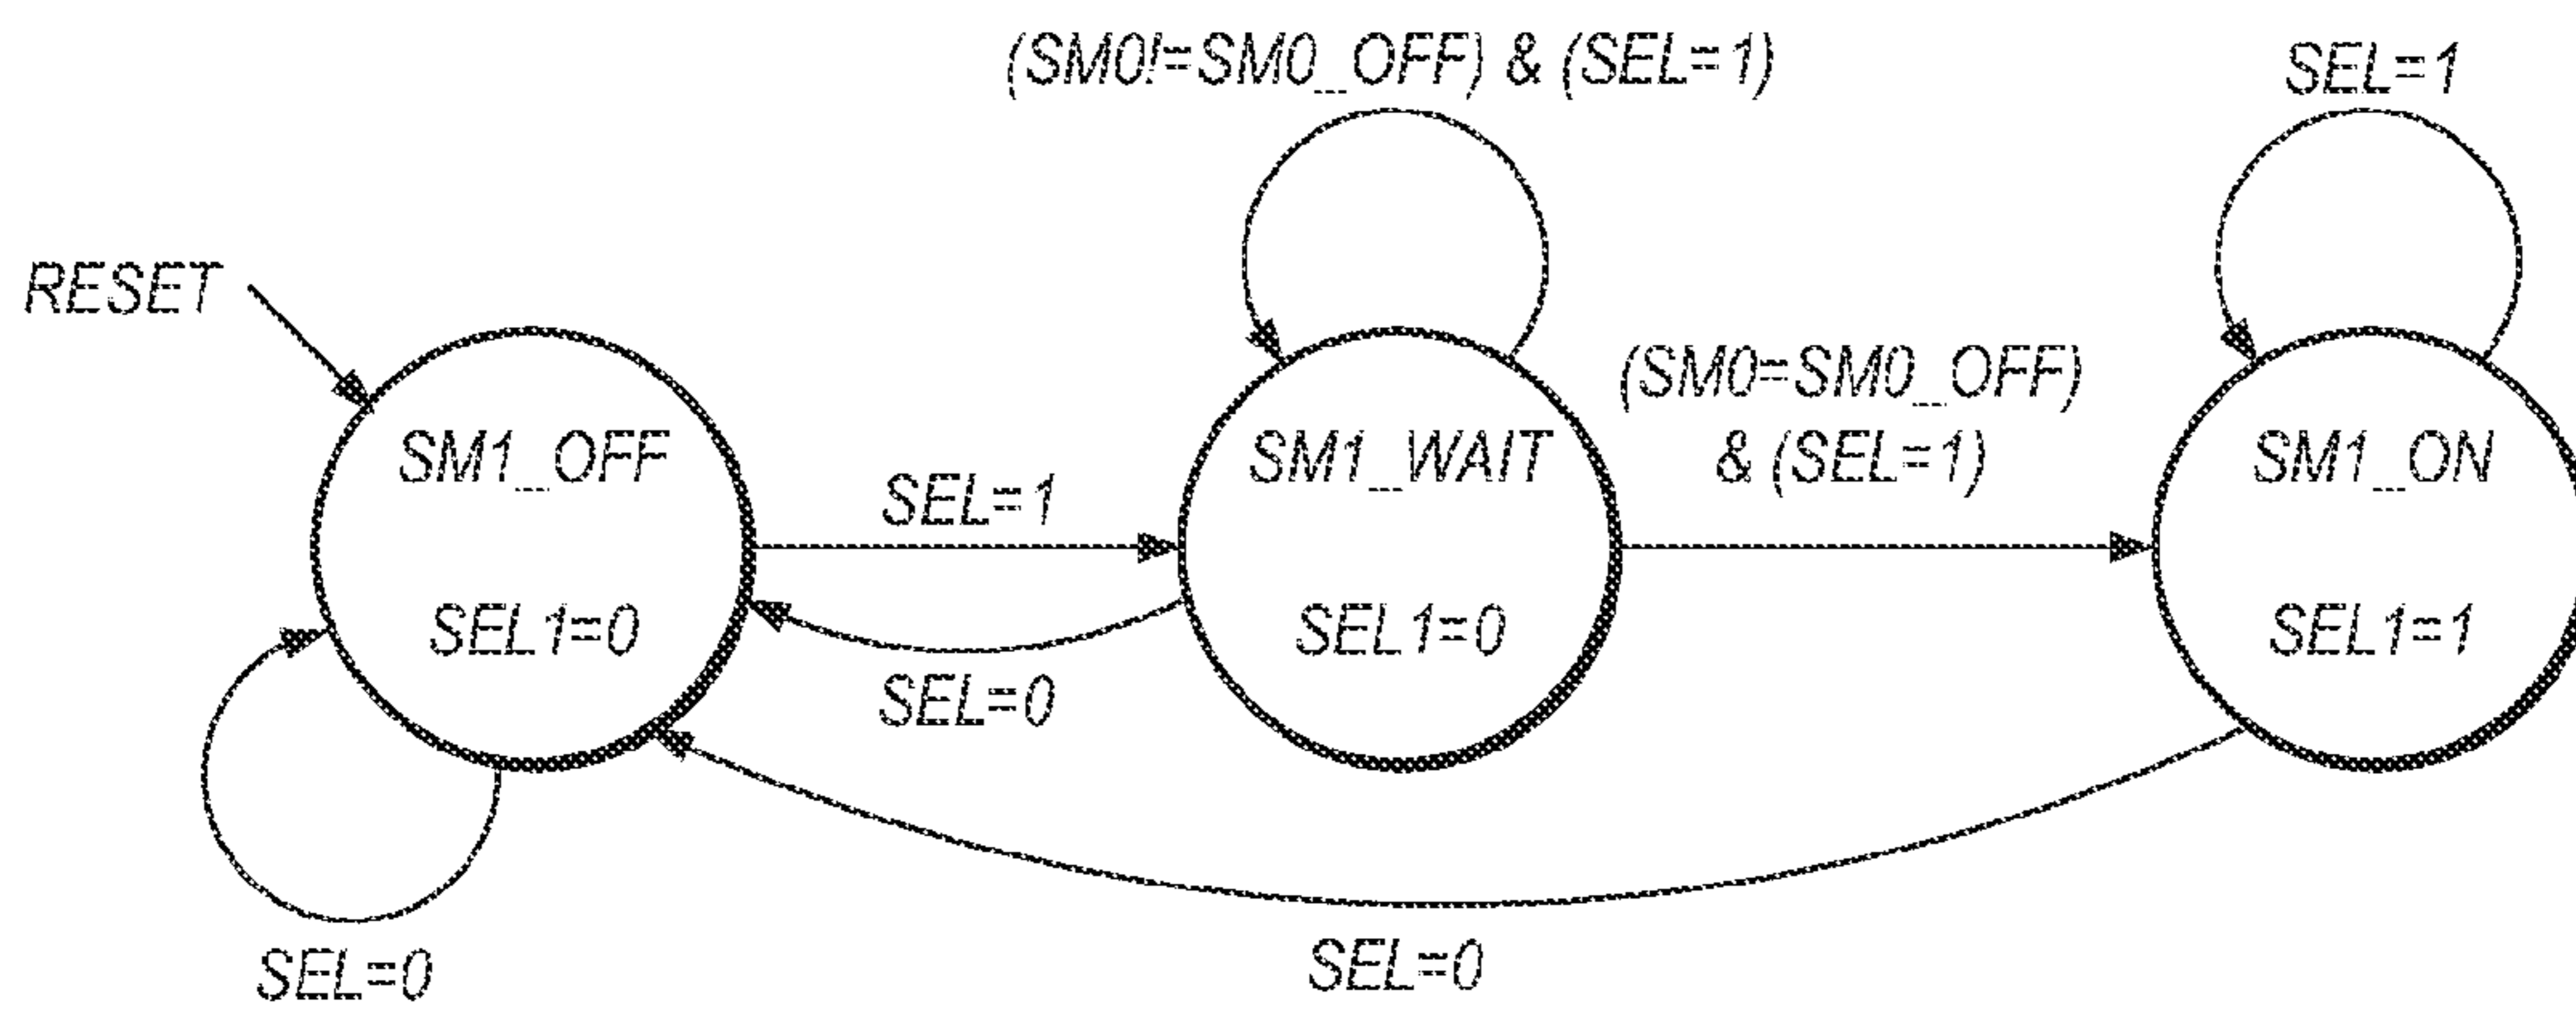 (SM0!=SM0_OFF) & (SEL=1)
SEL=1
RESET
(SM0=SM0_OFF)
& (SEL=1)
SM1_OFF
SEL1=0
SEL=1
SEL=0
SM1_WAIT
SEL1=0
SM1_ON
SEL1=1
SEL=0
SEL=0